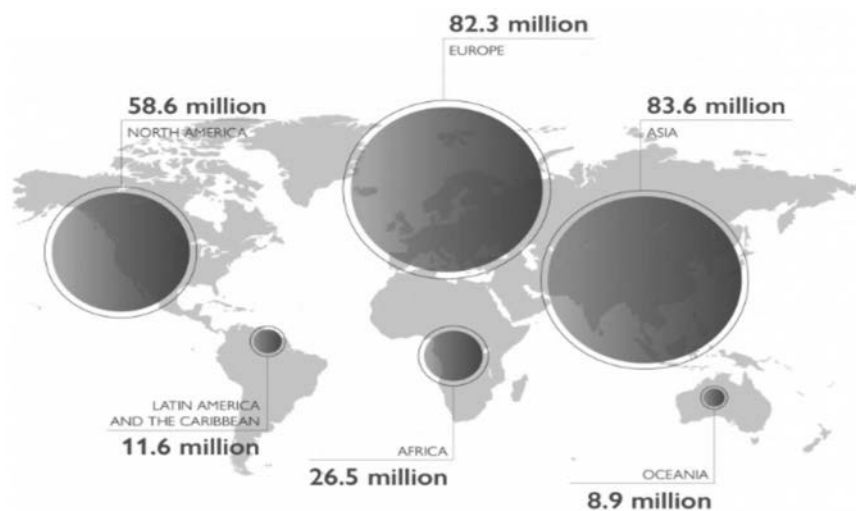 82.3 million
EUROPE
58.6 million
NORTH AMERICA
83.6 million
ASIA
LATIN AMERICA
AND THE CARIBBEAN
11.6 million
AFRICA
26.5 million
OCEANIA
8.9 million